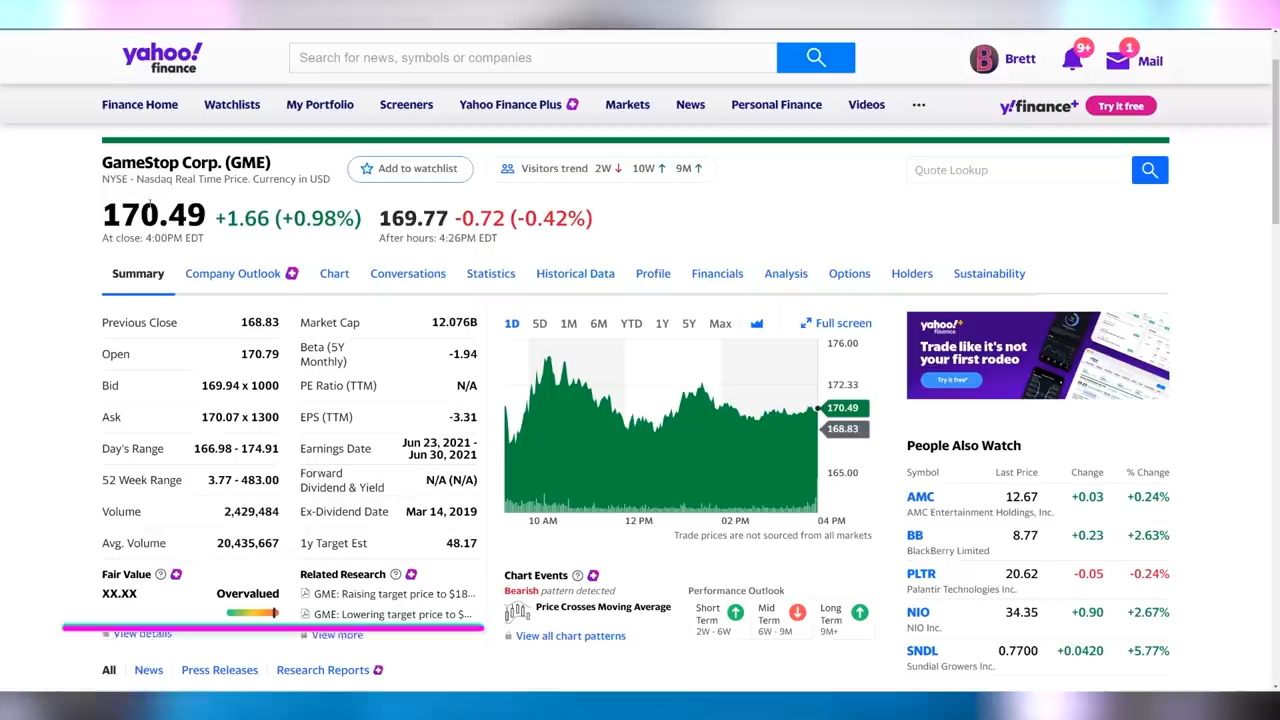 yahoo!
finance
Search for news, symbols or companies
Brett
9+
1
Mail
Finance Home
Watchlists
My Portfolio
Screeners
Yahoo Finance Plus
Markets
News
Personal Finance
Videos
•••
y!finance+
Try it free
GameStop Corp. (GME)
NYSE - Nasdaq Real Time Price. Currency in USD
Add to watchlist
Visitors trend 2W ↓ 10W ↑ 9M ↑
Quote Lookup
170.49 +1.66 (+0.98%)
At close: 4:00PM EDT
169.77 -0.72 (-0.42%)
After hours: 4:26PM EDT
Summary
Company Outlook
Chart
Conversations
Statistics
Historical Data
Profile
Financials
Analysis
Options
Holders
Sustainability
Previous Close 168.83
Open 170.79
Bid 169.94 x 1000
Ask 170.07 x 1300
Day's Range 166.98 - 174.91
52 Week Range 3.77 - 483.00
Volume 2,429,484
Avg. Volume 20,435,667
Market Cap 12.076B
Beta (5Y
Monthly) -1.94
PE Ratio (TTM) N/A
EPS (TTM) -3.31
Earnings Date Jun 23, 2021 -
Jun 30, 2021
Forward
Dividend & Yield N/A (N/A)
Ex-Dividend Date Mar 14, 2019
1y Target Est 48.17
Fair Value
XX.XX Overvalued
View details
Related Research
GME: Raising target price to $18...
GME: Lowering target price to $...
View more
1D 5D 1M 6M YTD 1Y 5Y Max
Full screen
176.00
172.33
170.49
168.83
165.00
10 AM 12 PM 02 PM 04 PM
Trade prices are not sourced from all markets
Chart Events
Bearish pattern detected
Price Crosses Moving Average
View all chart patterns
Performance Outlook
Short
Term
2W - 6W
Mid
Term
6W - 9M
Long
Term
9M+
yahoo!+
finance
Trade like it's not
your first rodeo
Try it free*
People Also Watch
Symbol Last Price Change % Change
AMC 12.67 +0.03 +0.24%
AMC Entertainment Holdings, Inc.
BB 8.77 +0.23 +2.63%
BlackBerry Limited
PLTR 20.62 -0.05 -0.24%
Palantir Technologies Inc.
NIO 34.35 +0.90 +2.67%
NIO Inc.
SNDL 0.7700 +0.0420 +5.77%
Sundial Growers Inc.
All
News
Press Releases
Research Reports